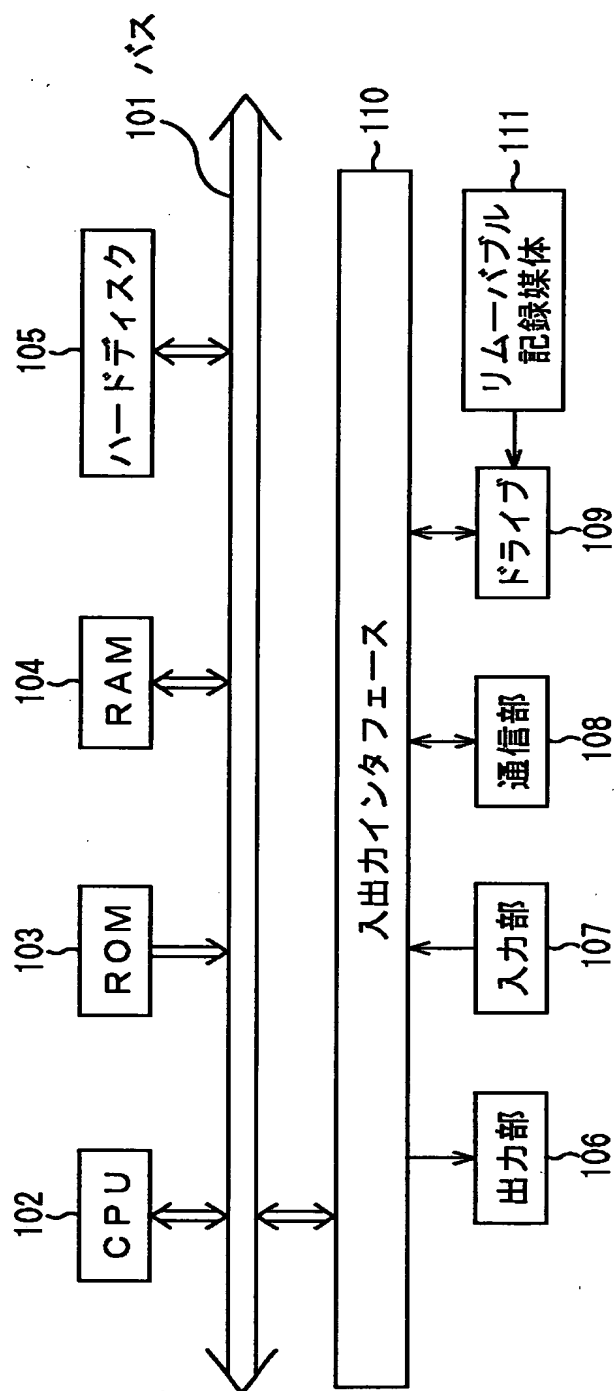 102
103
104
105
CPU
ROM
RAM
ハードディスク
101 バス
入出力インタフェース
110
出力部
入力部
通信部
ドライブ
リムーバブル
記録媒体
106
107
108
109
111